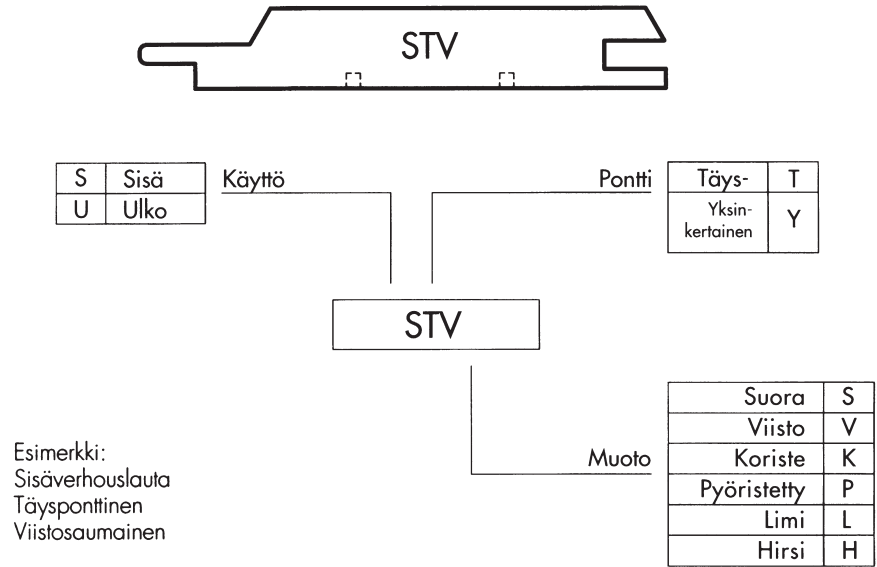 STV
S Sisä
U Ulko
Käyttö
Pontti
Täys- T
Yksin-
kertainen Y
STV
Muoto
Suora S
Viisto V
Koriste K
Pyöristetty P
Limi L
Hirsi H
Esimerkki:
Sisäverhouslauta
Täysponttinen
Viistosaumainen